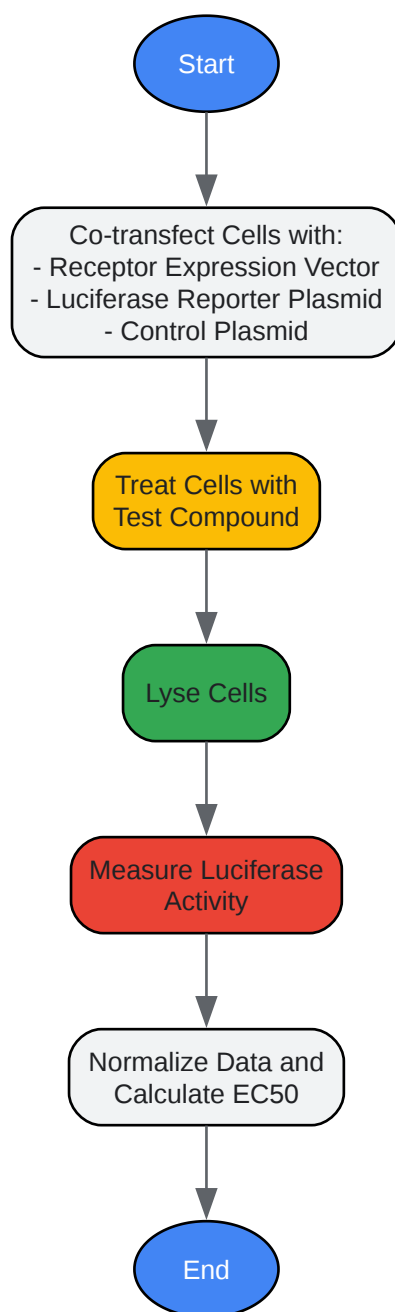 Start
Co-transfect Cells with:
- Receptor Expression Vector
- Luciferase Reporter Plasmid
- Control Plasmid
Treat Cells with
Test Compound
Lyse Cells
Measure Luciferase
Activity
Normalize Data and
Calculate EC50
End